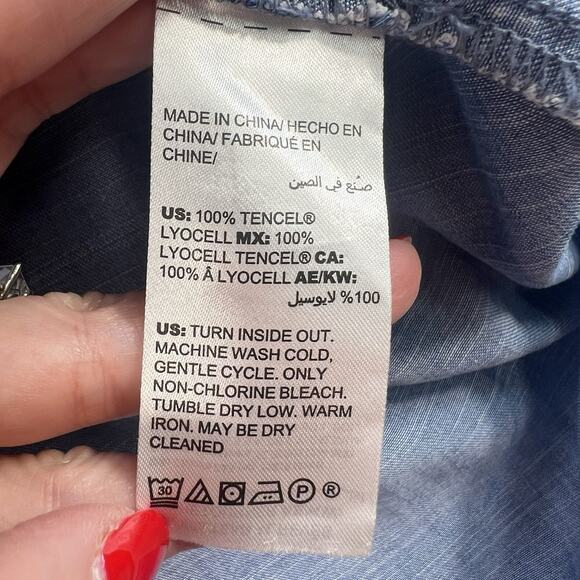 MADE IN CHINA/ HECHO EN
CHINA/ FABRIQUÉ EN
CHINE/
صُنع في الصين
US: 100% TENCEL®
LYOCELL MX: 100%
LYOCELL TENCEL® CA:
100% Â LYOCELL AE/KW:
100% لايوسيل
US: TURN INSIDE OUT.
MACHINE WASH COLD,
GENTLE CYCLE. ONLY
NON-CHLORINE BLEACH.
TUMBLE DRY LOW. WARM
IRON. MAY BE DRY
CLEANED
30 P ®